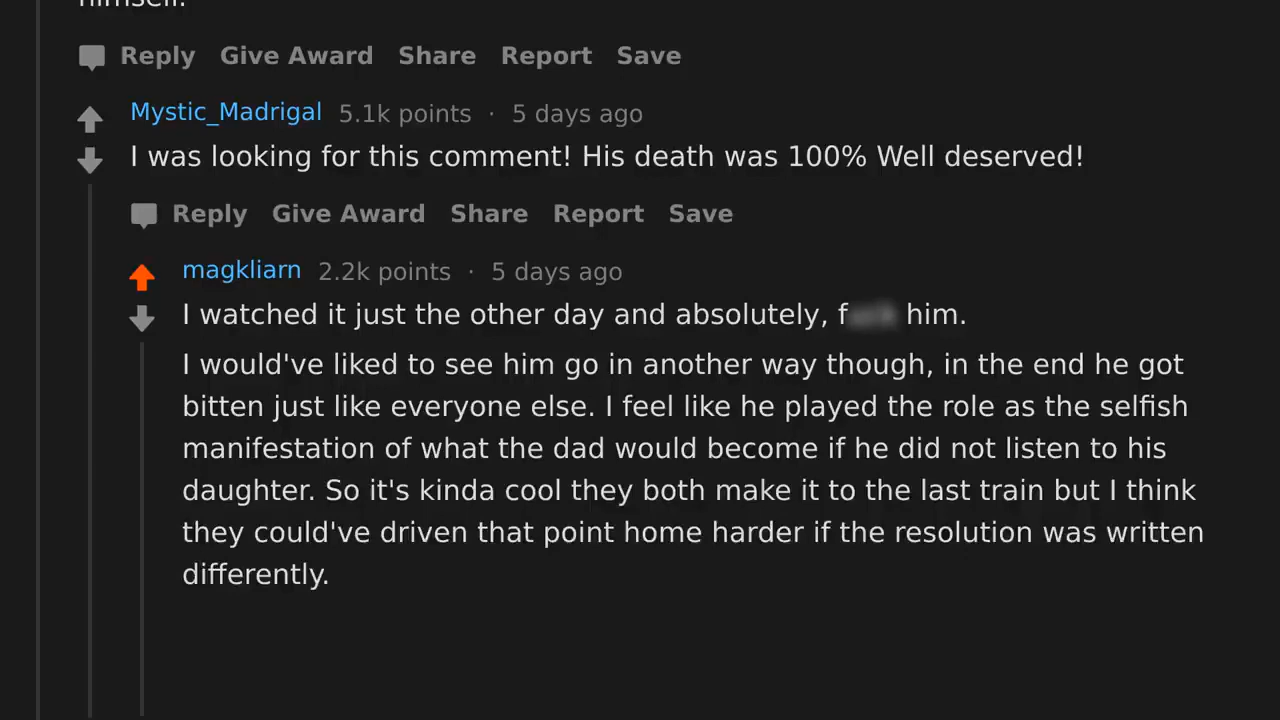 himself.
Reply Give Award Share Report Save
Mystic_Madrigal 5.1k points · 5 days ago
I was looking for this comment! His death was 100% Well deserved!
Reply Give Award Share Report Save
magkliarn 2.2k points · 5 days ago
I watched it just the other day and absolutely, f him.
I would've liked to see him go in another way though, in the end he got
bitten just like everyone else. I feel like he played the role as the selfish
manifestation of what the dad would become if he did not listen to his
daughter. So it's kinda cool they both make it to the last train but I think
they could've driven that point home harder if the resolution was written
differently.